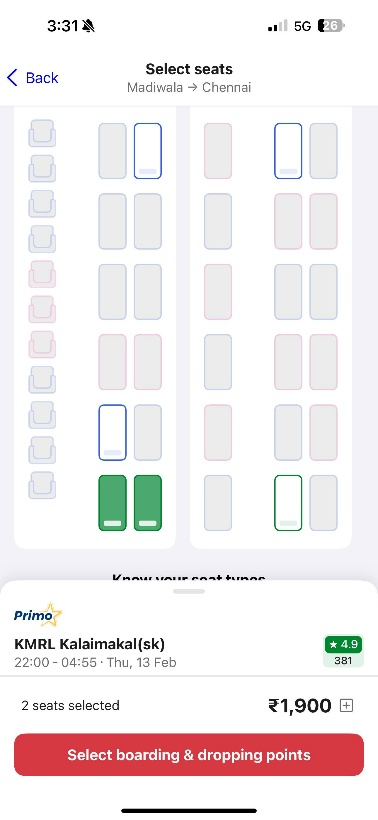 3:31
5G
26
Back
Select seats
Madiwala → Chennai
Know your seat types
Primo
KMRL Kalaimakal(sk)
★ 4.9
22:00 - 04:55 · Thu, 13 Feb
381
2 seats selected
₹1,900
Select boarding & dropping points